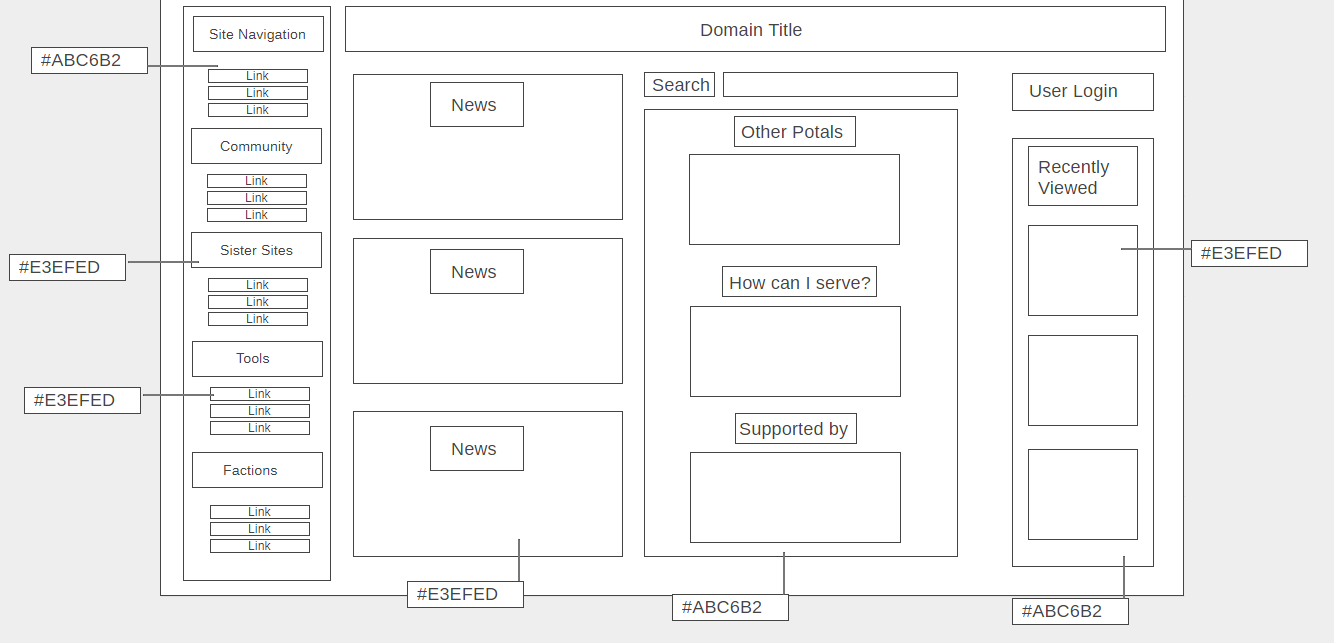 Domain Title
Site Navigation
#ABC6B2
Link
Link
Link
Community
Link
Link
Link
Sister Sites
#E3EFED
Link
Link
Link
Tools
#E3EFED
Link
Link
Link
Factions
Link
Link
Link
News
News
News
#E3EFED
Search
Other Potals
How can I serve?
Supported by
#ABC6B2
User Login
Recently
Viewed
#E3EFED
#ABC6B2